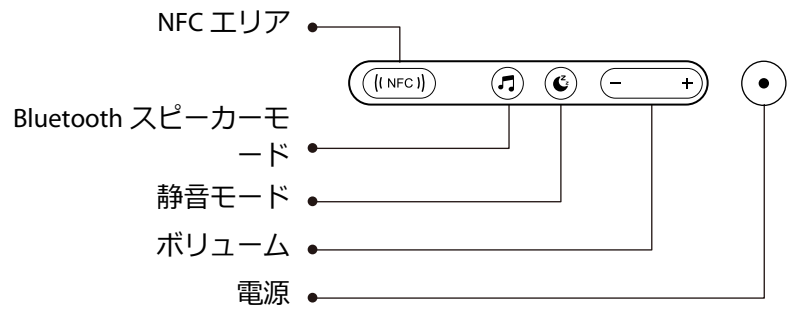 NFC エリア
((NFC))
Bluetooth スピーカーモ
ード
静音モード
ボリューム
電源